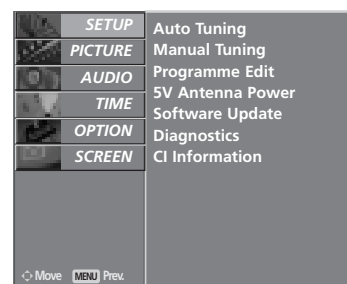 SETUP
PICTURE
AUDIO
TIME
OPTION
SCREEN
Auto Tuning
Manual Tuning
Programme Edit
5V Antenna Power
Software Update
Diagnostics
CI Information
Move MENU Prev.